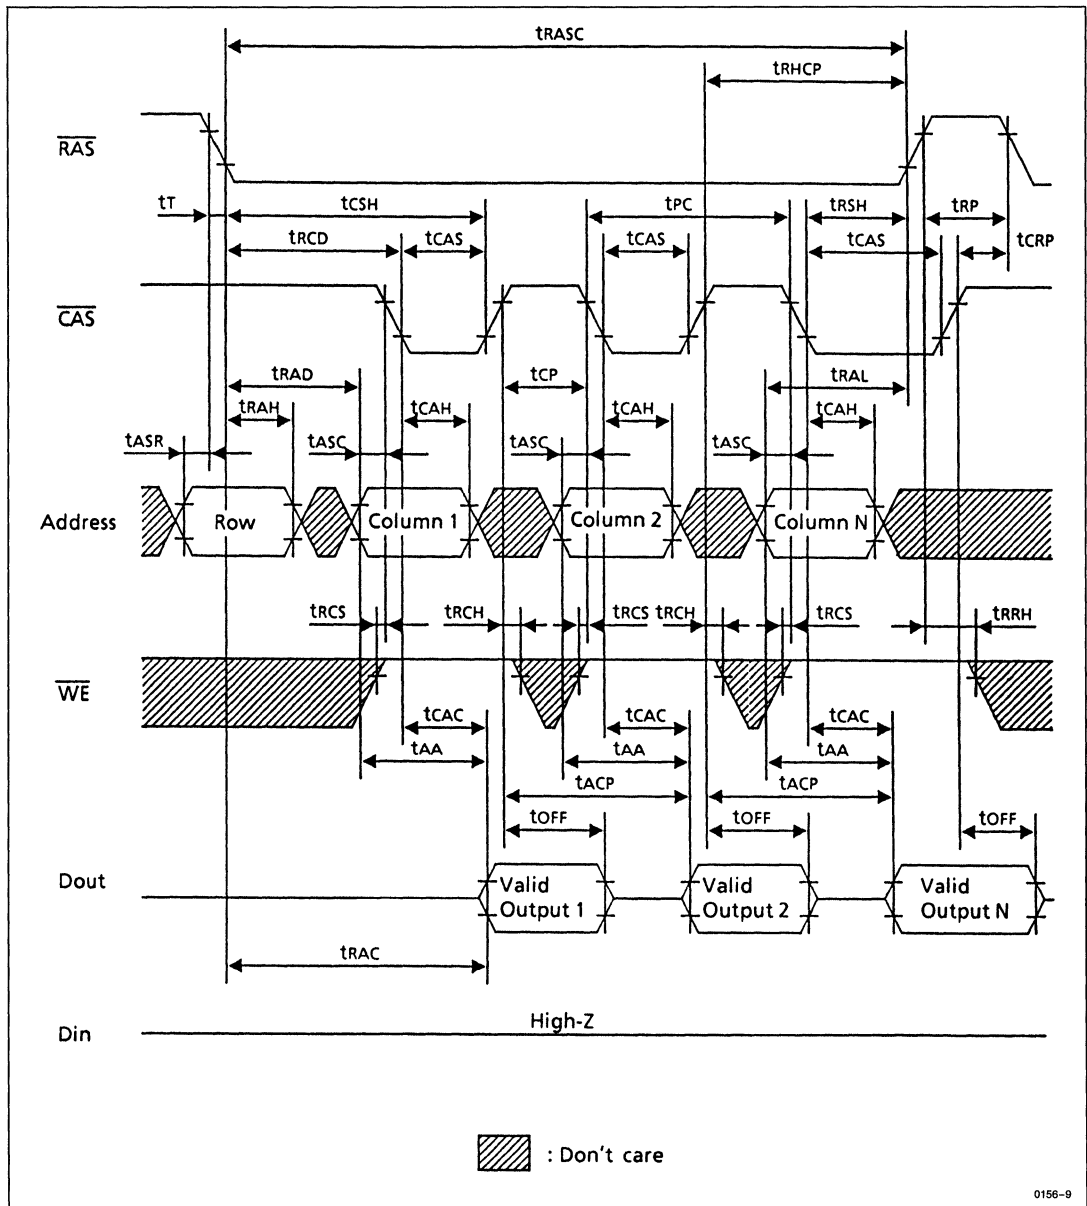 tRASC
tRHCP
RAS
tT
tCSH
tPC
tRSH
tRP
tRCD
tCAS
tCAS
tCAS
tCRP
CAS
tRAD
tCP
tRAL
tRAH
tCAH
tCAH
tCAH
tASR
tASC
tASC
tASC
Address
Row
Column 1
Column 2
Column N
tRCS
tRCH
tRCS
tRCH
tRCS
tRRH
WE
tCAC
tCAC
tCAC
tAA
tAA
tAA
tACP
tACP
tOFF
tOFF
tOFF
Dout
Valid
Output 1
Valid
Output 2
Valid
Output N
tRAC
Din
High-Z
: Don't care
0156-9